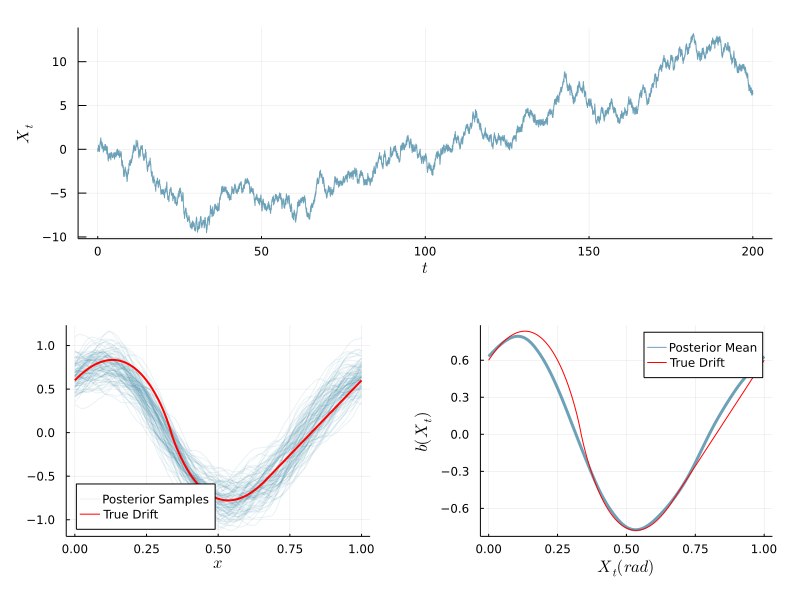 10
5
0
−5
−10
X_t
0 50 100 150 200
t
1.0
0.5
0.0
−0.5
−1.0
Posterior Samples
True Drift
0.00 0.25 0.50 0.75 1.00
x
Posterior Mean
True Drift
0.6
0.3
0.0
−0.3
−0.6
b(X_t)
0.00 0.25 0.50 0.75 1.00
X_t(rad)